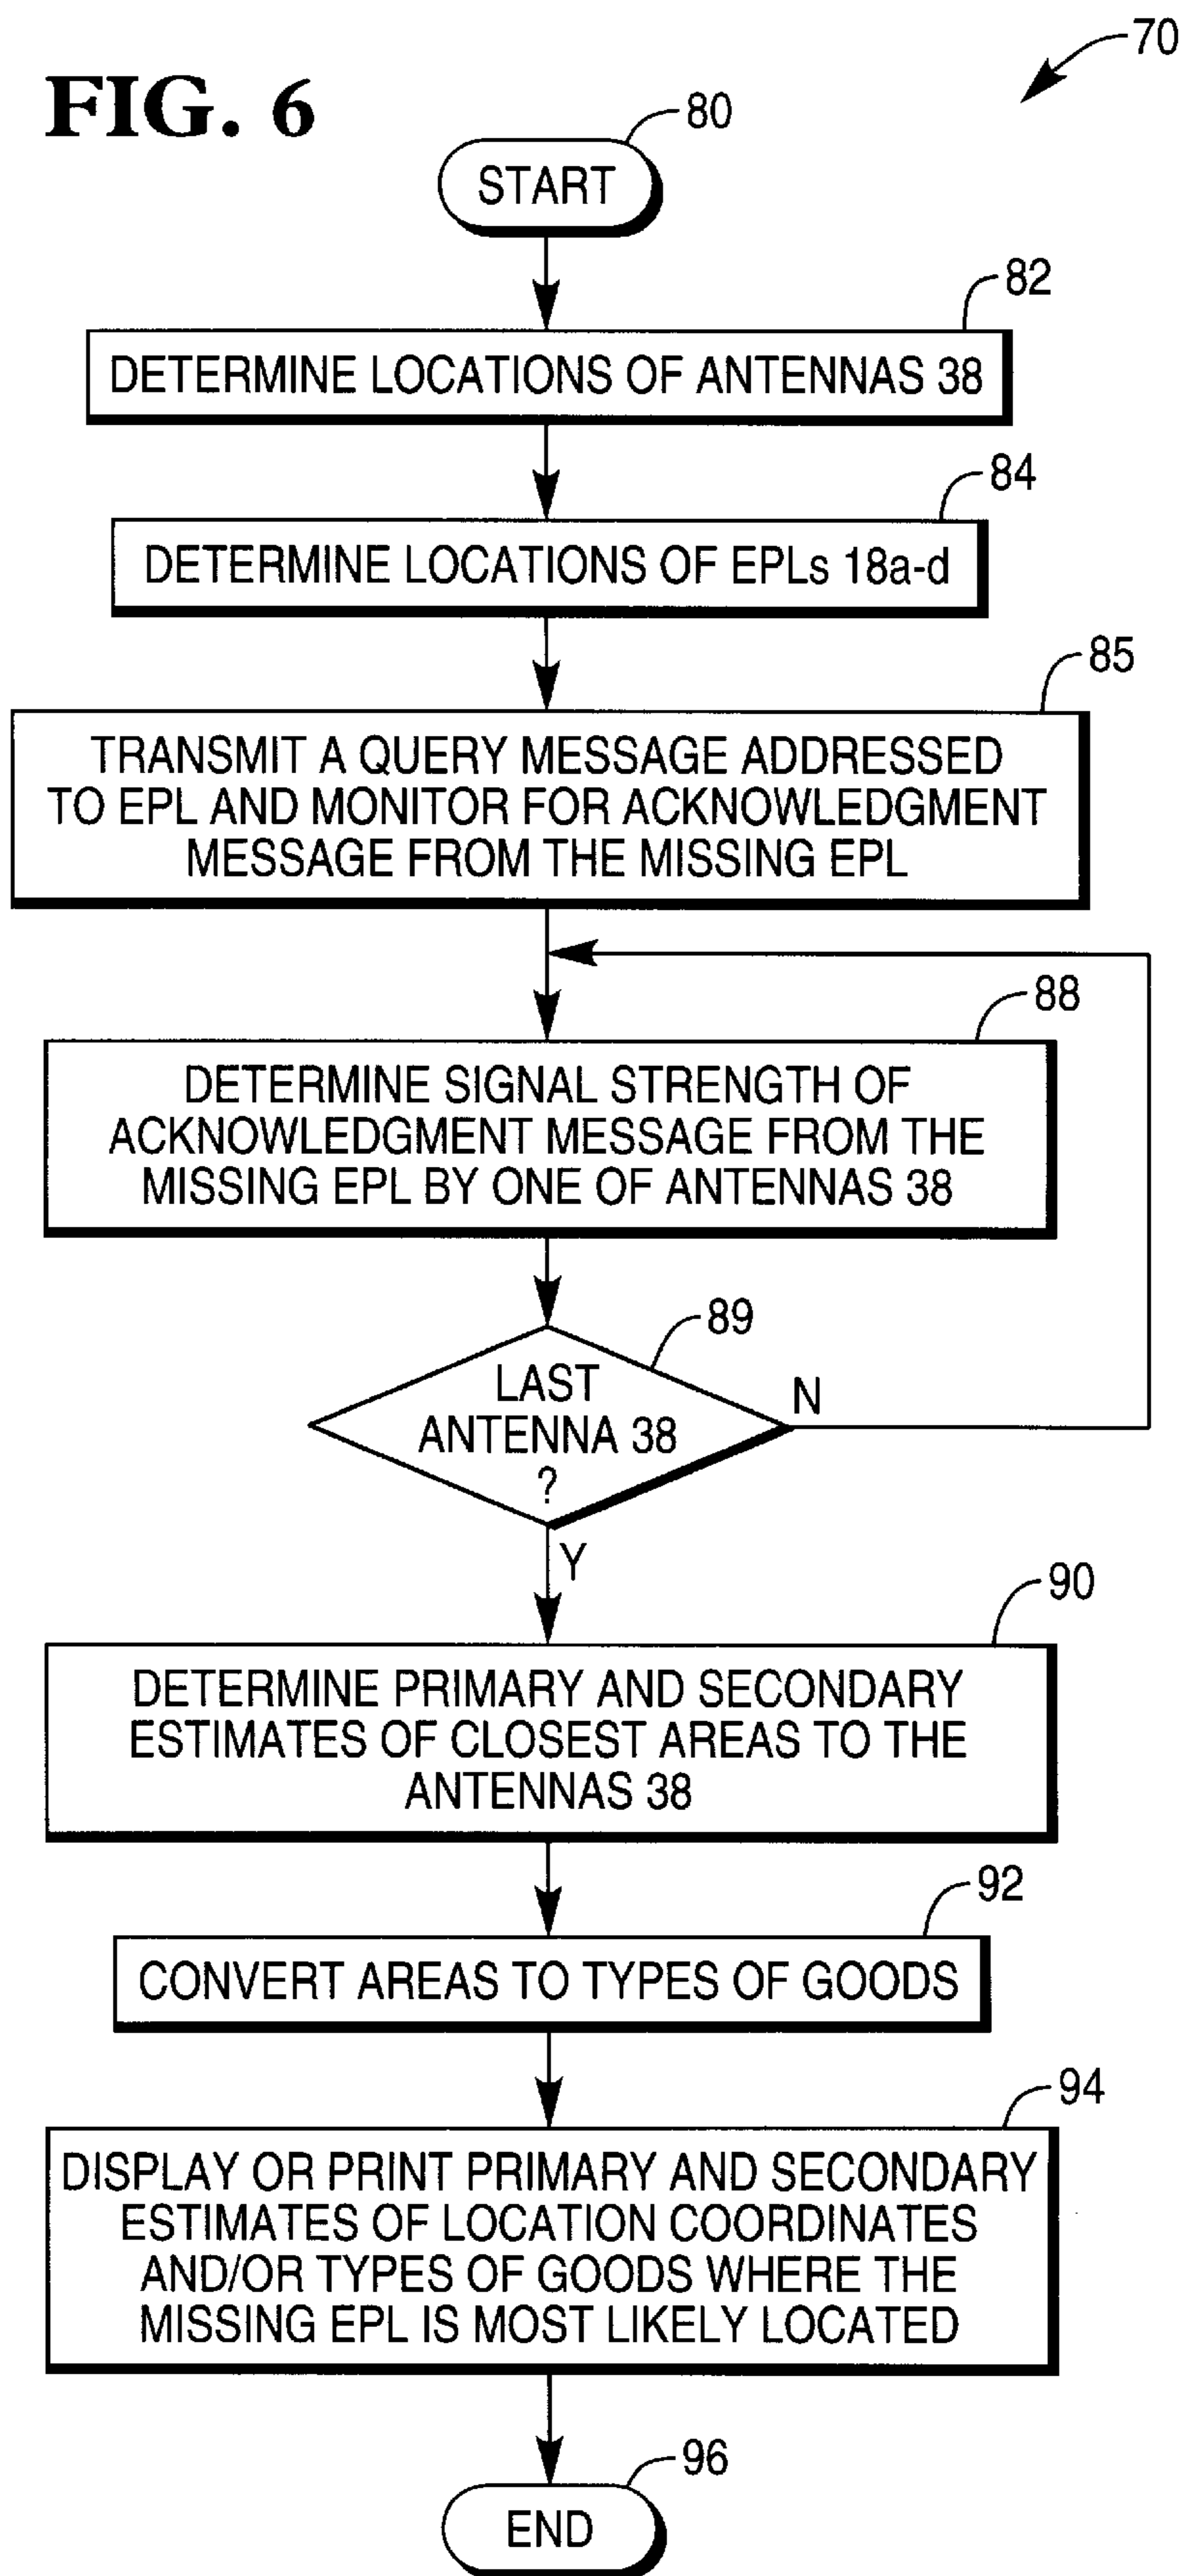 70
FIG. 6
80
START
82
DETERMINE LOCATIONS OF ANTENNAS 38
84
DETERMINE LOCATIONS OF EPLs 18a-d
85
TRANSMIT A QUERY MESSAGE ADDRESSED
TO EPL AND MONITOR FOR ACKNOWLEDGMENT
MESSAGE FROM THE MISSING EPL
88
DETERMINE SIGNAL STRENGTH OF
ACKNOWLEDGMENT MESSAGE FROM THE
MISSING EPL BY ONE OF ANTENNAS 38
89
LAST
ANTENNA 38
?
N
Y
90
DETERMINE PRIMARY AND SECONDARY
ESTIMATES OF CLOSEST AREAS TO THE
ANTENNAS 38
92
CONVERT AREAS TO TYPES OF GOODS
94
DISPLAY OR PRINT PRIMARY AND SECONDARY
ESTIMATES OF LOCATION COORDINATES
AND/OR TYPES OF GOODS WHERE THE
MISSING EPL IS MOST LIKELY LOCATED
96
END